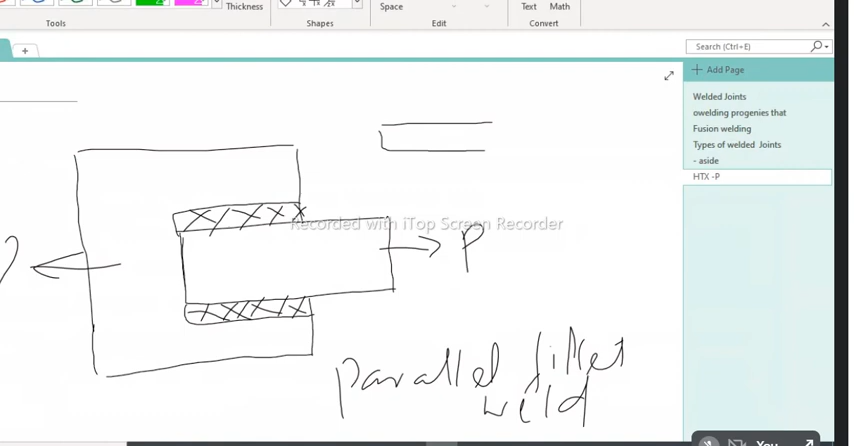 Thickness
Space
Text Math
Tools
Shapes
Edit
Convert
Search (Ctrl+E)
Add Page
Welded Joints
owelding progenies that
Fusion welding
Types of welded Joints
- aside
HTX -P
Recorded with iTop Screen Recorder
P
parallel fillet
weld
You